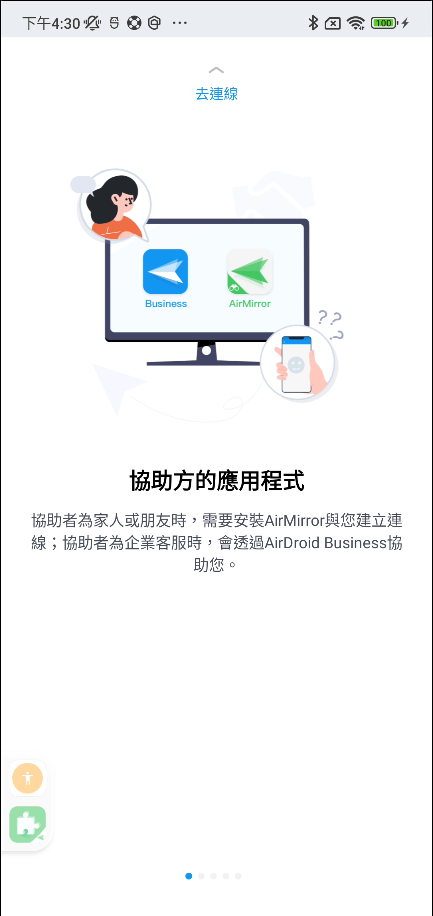 下午4:30
100
去連線
Business
AirMirror
? ?
? ?
協助方的應用程式
協助者為家人或朋友時，需要安裝AirMirror與您建立連
線；協助者為企業客服時，會透過AirDroid Business協
助您。